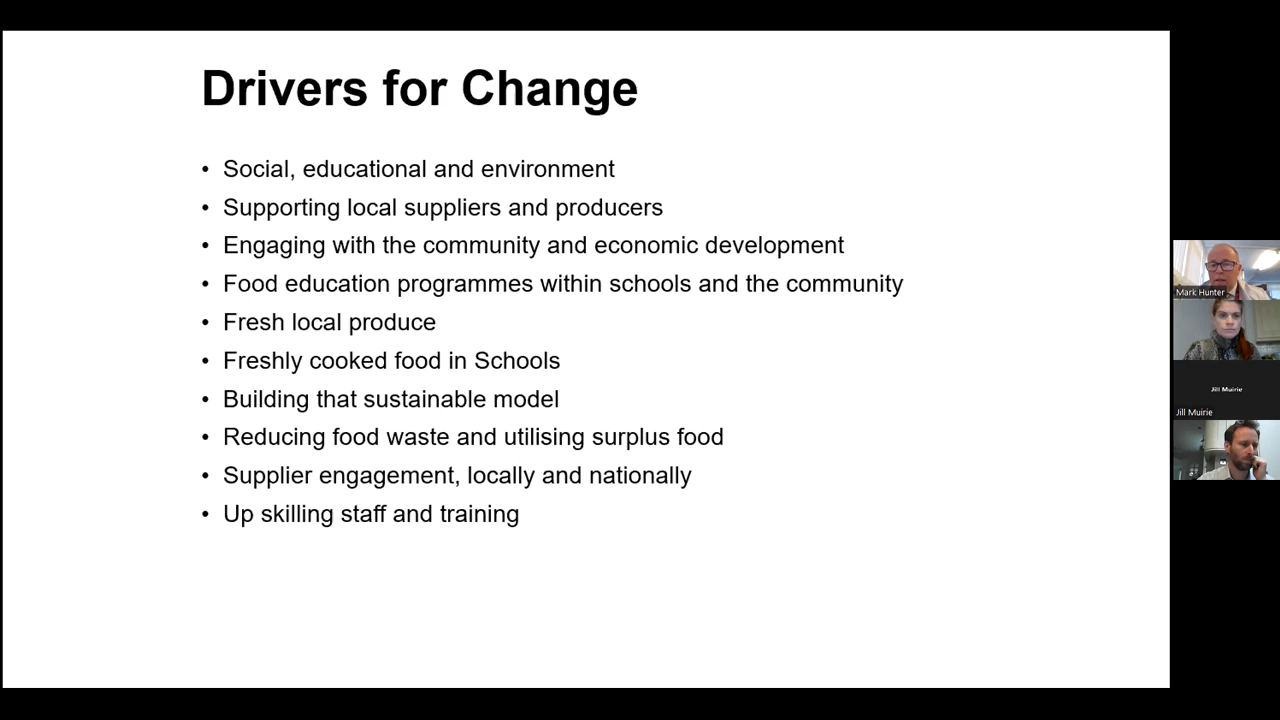 Drivers for Change
• Social, educational and environment
• Supporting local suppliers and producers
• Engaging with the community and economic development
• Food education programmes within schools and the community
• Fresh local produce
• Freshly cooked food in Schools
• Building that sustainable model
• Reducing food waste and utilising surplus food
• Supplier engagement, locally and nationally
• Up skilling staff and training
Mark Hunter
Jill Muirie
Jill Muirie